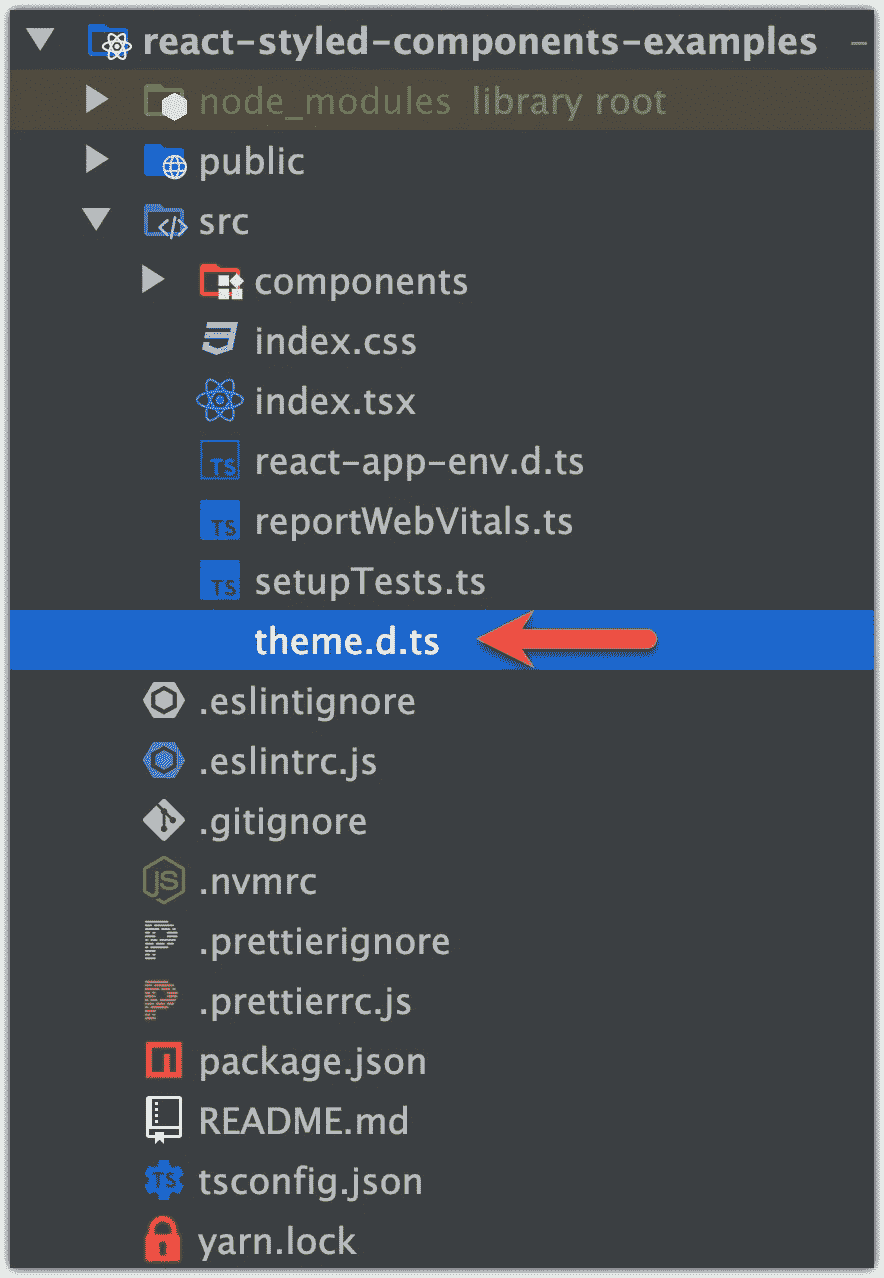 react-styled-components-examples
node_modules library root
public
src
components
index.css
index.tsx
TS react-app-env.d.ts
TS reportWebVitals.ts
TS setupTests.ts
theme.d.ts
.eslintignore
.eslintrc.js
.gitignore
JS .nvmrc
.prettierignore
.prettierrc.js
package.json
README.md
TS tsconfig.json
yarn.lock